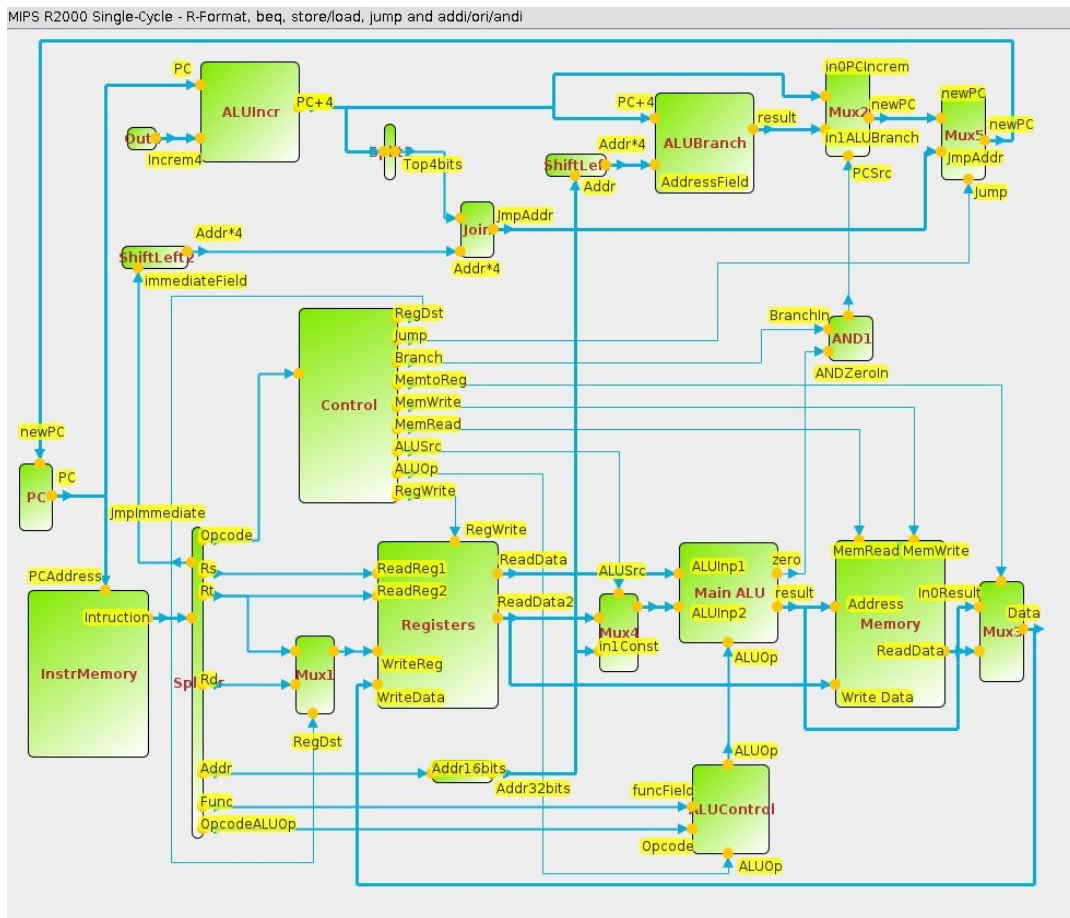 MIPS R2000 Single-Cycle - R-Format, beq, store/load, jump and addi/ori/andi
PC
ALUIncr
PC+4
Increm4
Top4bits
PC+4
Addr*4
ALUBranch
AddressField
result
Addr
in0PCIncrem
Mux2
newPC
in1ALUBranch
PCSrc
newPC
Mux5
newPC
JmpAddr
Jump
ShiftLeft2
Addr*4
immediateField
Join
JmpAddr
Addr*4
Control
RegDst
Jump
Branch
MemtoReg
MemWrite
MemRead
ALUSrc
ALUOp
RegWrite
BranchIn
AND1
ANDZeroIn
newPC
PC
PC
JmpImmediate
PCAddress
Intruction
InstrMemory
Opcode
Rs
Rt
Rd
Addr
Func
OpcodeALUOp
Mux1
RegDst
RegWrite
ReadReg1
ReadReg2
Registers
WriteReg
WriteData
ReadData
ReadData2
Addr16bits
Addr32bits
ALUSrc
Mux4
in1Const
ALUInp1
Main ALU
ALUInp2
zero
result
ALUOp
MemRead
MemWrite
Address
Memory
ReadData
Write Data
In0Result
Mux3
Data
ALUOp
funcField
ALUControl
Opcode
ALUOp